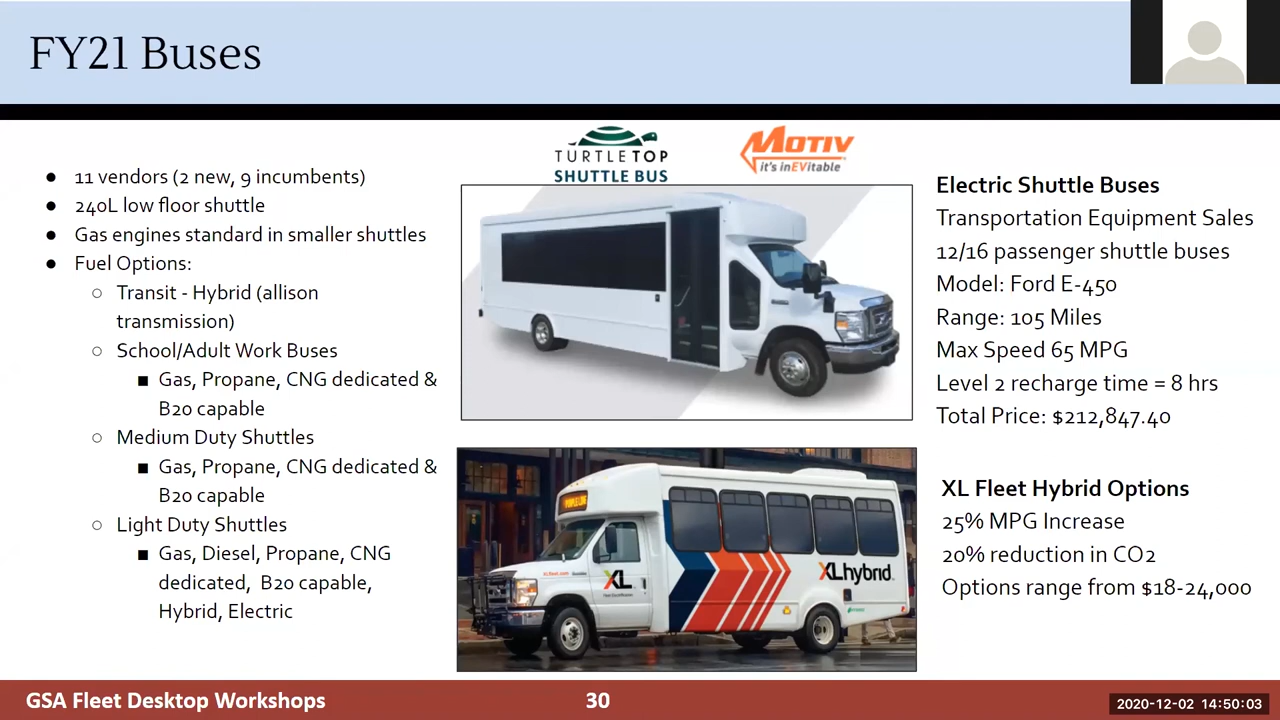 FY21 Buses
11 vendors (2 new, 9 incumbents)
240L low floor shuttle
Gas engines standard in smaller shuttles
Fuel Options:
Transit - Hybrid (allison
transmission)
School/Adult Work Buses
Gas, Propane, CNG dedicated &
B20 capable
Medium Duty Shuttles
Gas, Propane, CNG dedicated &
B20 capable
Light Duty Shuttles
Gas, Diesel, Propane, CNG
dedicated, B20 capable,
Hybrid, Electric
TURTLETOP
SHUTTLE BUS
MOTIV
it's inEVitable
XL
XLhybrid
Electric Shuttle Buses
Transportation Equipment Sales
12/16 passenger shuttle buses
Model: Ford E-450
Range: 105 Miles
Max Speed 65 MPG
Level 2 recharge time = 8 hrs
Total Price: $212,847.40
XL Fleet Hybrid Options
25% MPG Increase
20% reduction in CO2
Options range from $18-24,000
GSA Fleet Desktop Workshops
30
2020-12-02 14:50:03